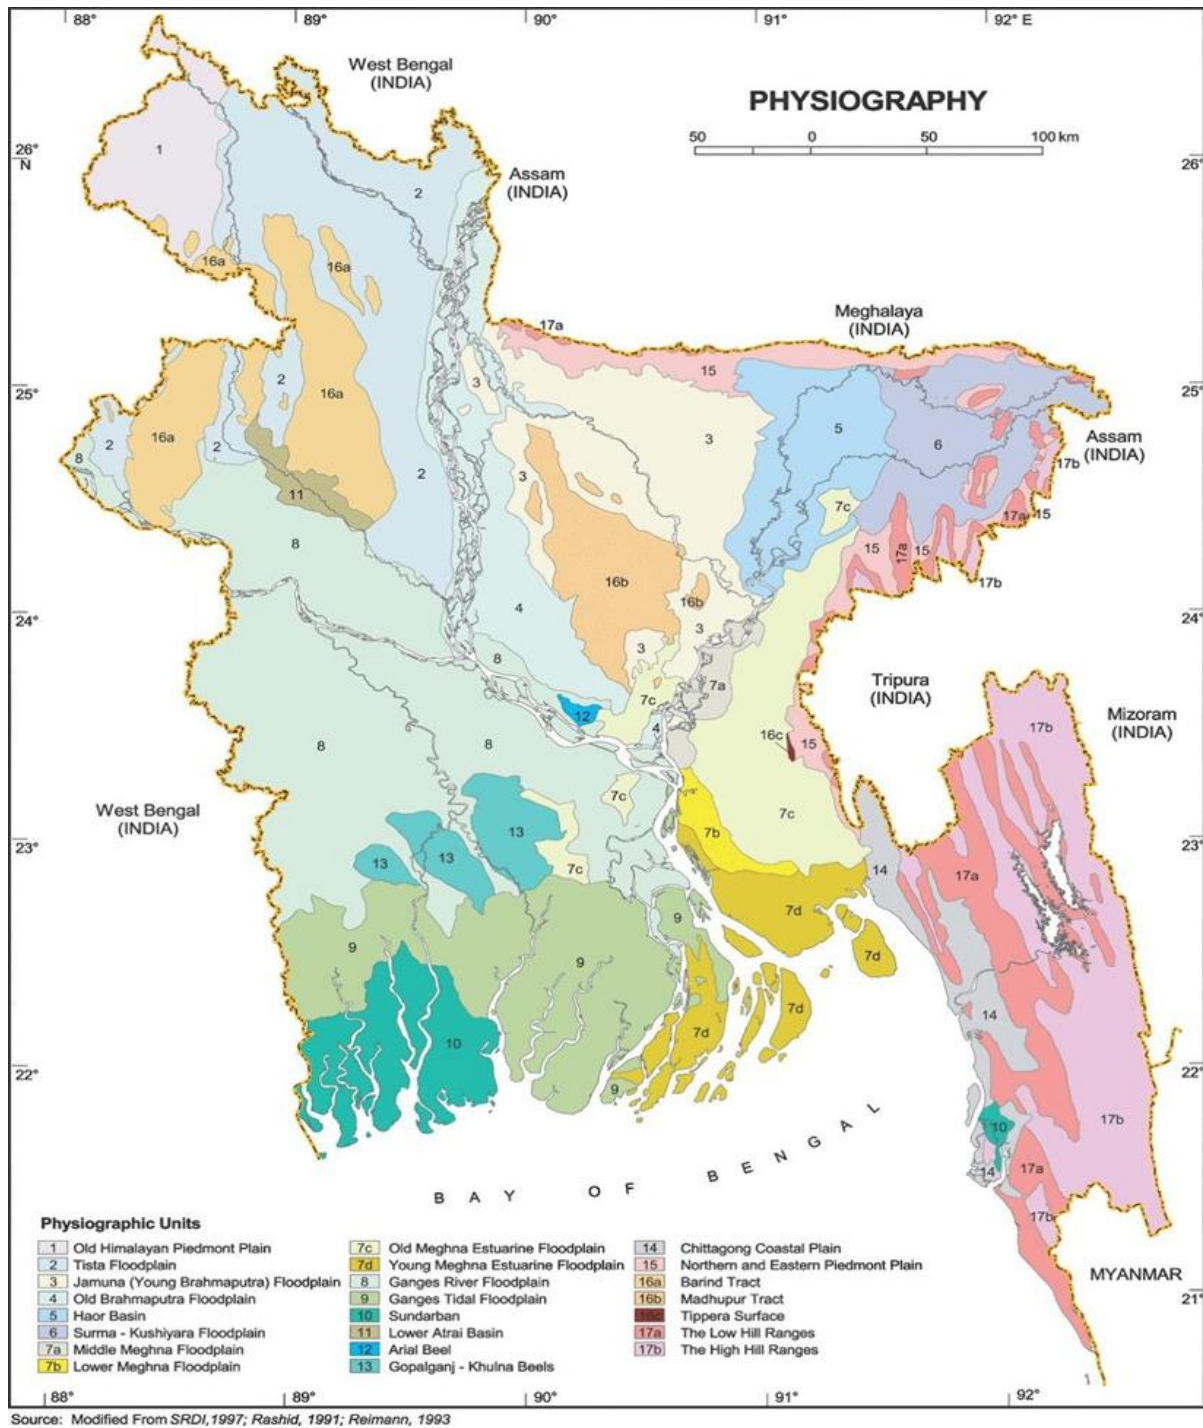 88° 89° 90° 91° 92° E
West Bengal
(INDIA)
PHYSIOGRAPHY
50 0 50 100 km
26°
N
26°
1
Assam
(INDIA)
2
16a
16a
Meghalaya
(INDIA)
17a
15
25°
25°
3
2
16a
16a
2
2
8
2
3
3
5
6
Assam
(INDIA)
17b
11
7c
17a
15
8
15
17a
15
17b
16b
16b
4
3
3
24°
24°
8
7a
Tripura
(INDIA)
7c
12
4
16c
15
17b
Mizoram
(INDIA)
8
8
7c
West Bengal
(INDIA)
7c
7b
23°
23°
13
13
13
7c
14
17a
9
9
9
7d
7d
7d
7d
10
14
22°
22°
9
10
17b
14
17a
17b
BAY OF BENGAL
MYANMAR
21°
Physiographic Units
1 Old Himalayan Piedmont Plain
2 Tista Floodplain
3 Jamuna (Young Brahmaputra) Floodplain
4 Old Brahmaputra Floodplain
5 Haor Basin
6 Surma - Kushiyara Floodplain
7a Middle Meghna Floodplain
7b Lower Meghna Floodplain
7c Old Meghna Estuarine Floodplain
7d Young Meghna Estuarine Floodplain
8 Ganges River Floodplain
9 Ganges Tidal Floodplain
10 Sundarban
11 Lower Atrai Basin
12 Arial Beel
13 Gopalganj - Khulna Beels
14 Chittagong Coastal Plain
15 Northern and Eastern Piedmont Plain
16a Barind Tract
16b Madhupur Tract
16c Tippera Surface
17a The Low Hill Ranges
17b The High Hill Ranges
88° 89° 90° 91° 92°
Source: Modified From SRDI,1997; Rashid, 1991; Reimann, 1993